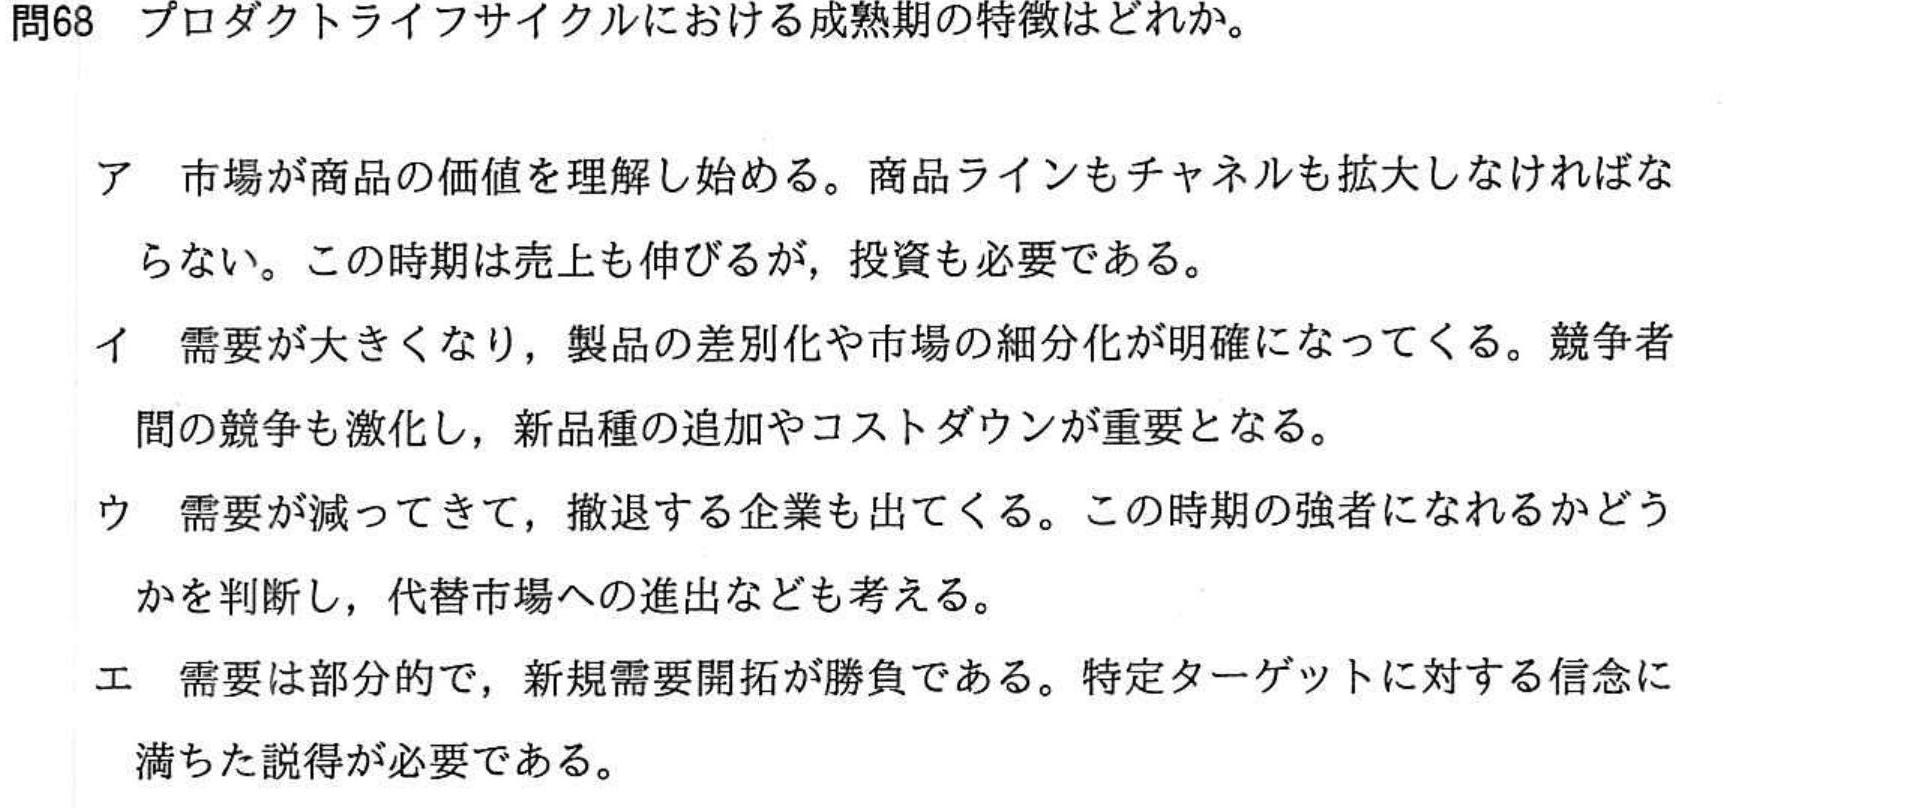 問68　プロダクトライフサイクルにおける成熟期の特徴はどれか。
ア　市場が商品の価値を理解し始める。商品ラインもチャネルも拡大しなければな
らない。この時期は売上も伸びるが，投資も必要である。
イ　需要が大きくなり，製品の差別化や市場の細分化が明確になってくる。競争者
間の競争も激化し，新品種の追加やコストダウンが重要となる。
ウ　需要が減ってきて，撤退する企業も出てくる。この時期の強者になれるかどう
かを判断し，代替市場への進出なども考える。
エ　需要は部分的で，新規需要開拓が勝負である。特定ターゲットに対する信念に
満ちた説得が必要である。